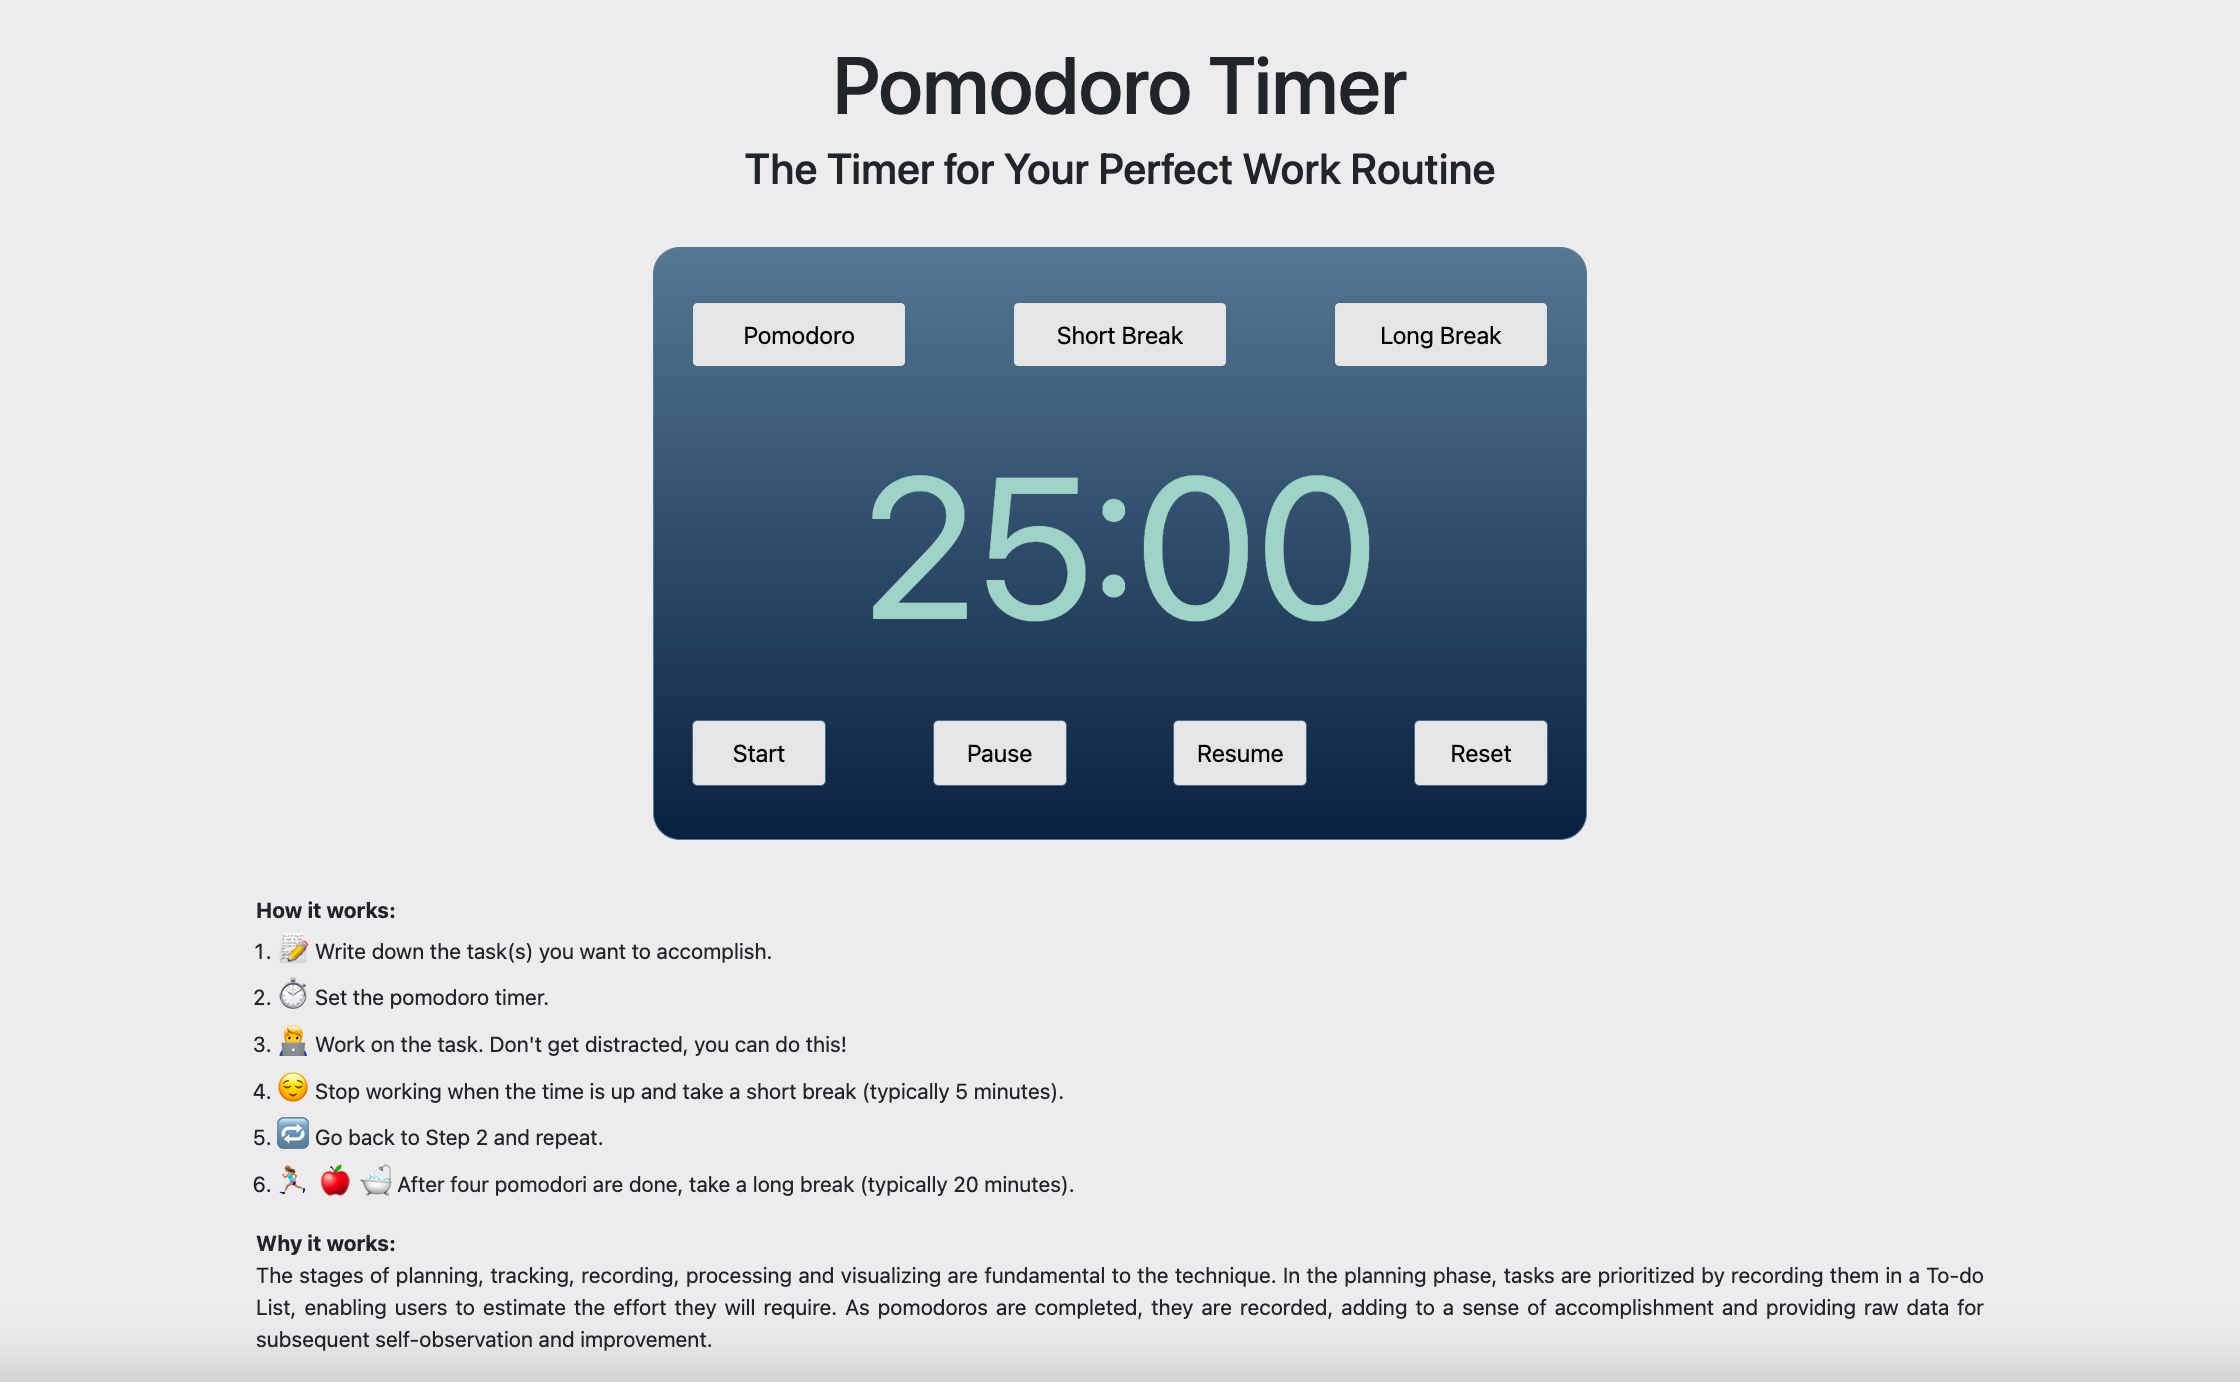 Pomodoro Timer
The Timer for Your Perfect Work Routine
Pomodoro
Short Break
Long Break
25:00
Start
Pause
Resume
Reset
How it works:
1. 📝 Write down the task(s) you want to accomplish.
2. ⏱ Set the pomodoro timer.
3. 👨‍💻 Work on the task. Don't get distracted, you can do this!
4. 😌 Stop working when the time is up and take a short break (typically 5 minutes).
5. 🔁 Go back to Step 2 and repeat.
6. 🏃🏽‍♀️ 🍎 🛁 After four pomodori are done, take a long break (typically 20 minutes).
Why it works:
The stages of planning, tracking, recording, processing and visualizing are fundamental to the technique. In the planning phase, tasks are prioritized by recording them in a To-do
List, enabling users to estimate the effort they will require. As pomodoros are completed, they are recorded, adding to a sense of accomplishment and providing raw data for
subsequent self-observation and improvement.